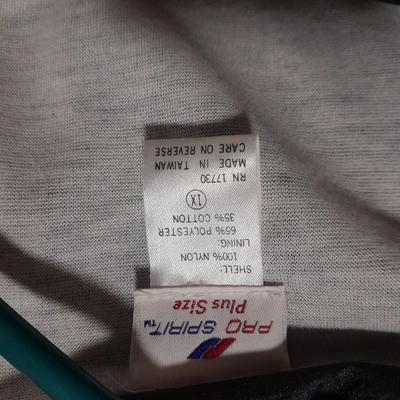 PRO SPIRIT™
Plus Size
SHELL:
100% NYLON
LINING:
65% POLYESTER
35% COTTON
1X
RN 17730
MADE IN TAIWAN
CARE ON REVERSE